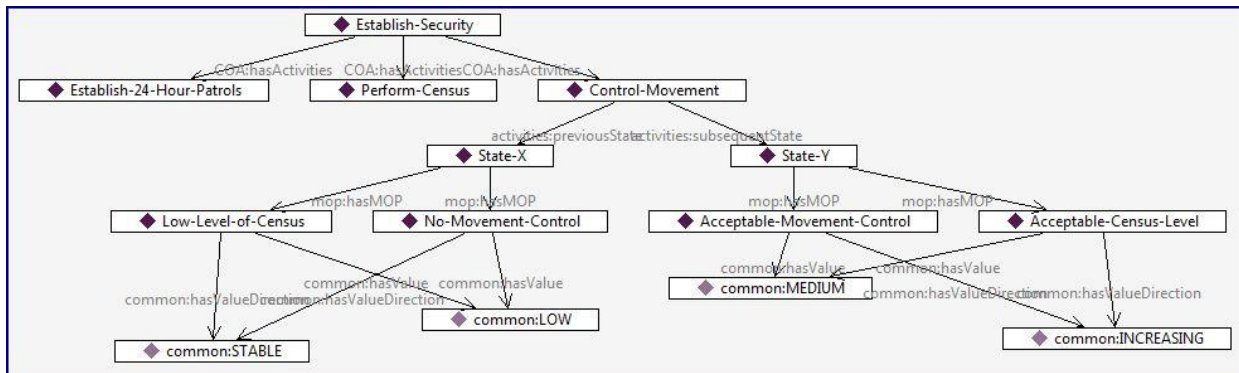 Establish-Security
COA:hasActivities COA:hasActivities COA:hasActivities
Establish-24-Hour-Patrols Perform-Census Control-Movement
activities:previousState activities:subsequentState
State-X State-Y
mop:hasMOP mop:hasMOP mop:hasMOP mop:hasMOP
Low-Level-of-Census No-Movement-Control Acceptable-Movement-Control Acceptable-Census-Level
common:hasValue common:hasValue common:hasValue common:hasValue
common:MEDIUM
common:hasValueDirection common:hasValueDirection common:hasValueDirection common:hasValueDirection
common:LOW
common:INCREASING
common:STABLE